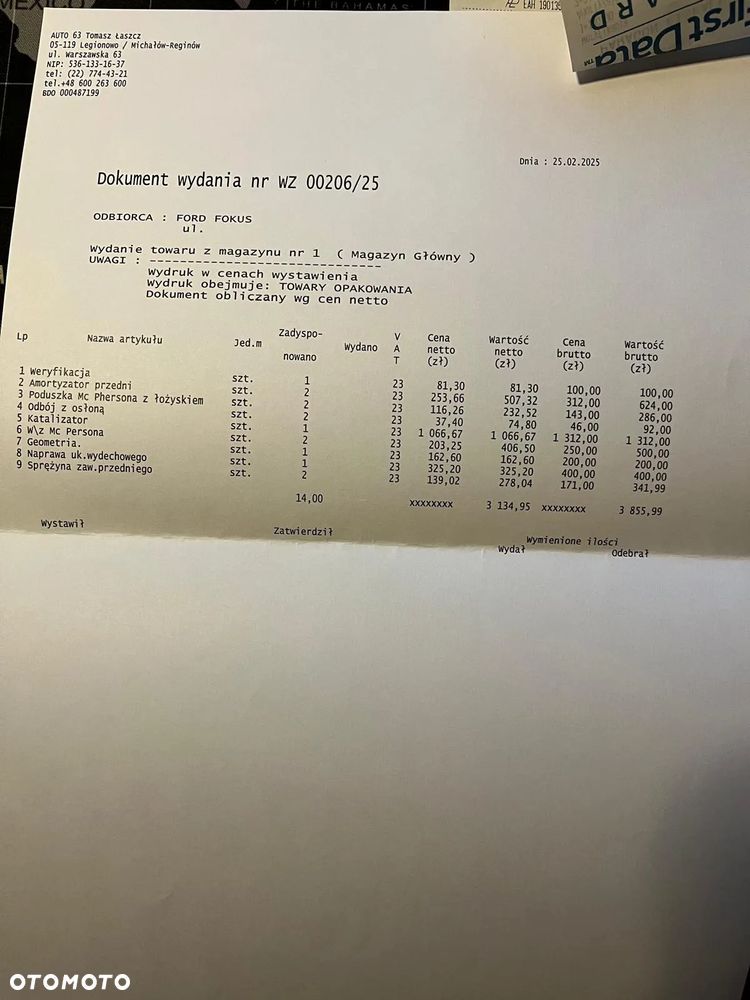 THE BAHAMAS
MEXICO
EAH
FirstData™
AUTO 63 Tomasz Łaszcz
05-119 Legionowo / Michałów-Reginów
ul. Warszawska 63
NIP: 536-133-16-37
tel: (22) 774-43-21
tel.+48 600 263 600
BDO 000487199
Dnia : 25.02.2025
Dokument wydania nr WZ 00206/25
ODBIORCA : FORD FOKUS
ul.
Wydanie towaru z magazynu nr 1 ( Magazyn Główny )
UWAGI : ------------------------------
Wydruk w cenach wystawienia
Wydruk obejmuje: TOWARY OPAKOWANIA
Dokument obliczany wg cen netto
Lp Nazwa artykułu Jed.m Zadyspo-nowano Wydano VAT Cena netto (zł) Wartość netto (zł) Cena brutto (zł) Wartość brutto (zł)
1 Weryfikacja szt. 1 23 81,30 81,30 100,00 100,00
2 Amortyzator przedni szt. 2 23 253,66 507,32 312,00 624,00
3 Poduszka Mc Phersona z łożyskiem szt. 2 23 116,26 232,52 143,00 286,00
4 Odbój z osłoną szt. 2 23 37,40 74,80 46,00 92,00
5 Katalizator szt. 1 23 1 066,67 1 066,67 1 312,00 1 312,00
6 W\z Mc Persona szt. 2 23 203,25 406,50 250,00 500,00
7 Geometria. szt. 1 23 162,60 162,60 200,00 200,00
8 Naprawa uk.wydechowego szt. 1 23 325,20 325,20 400,00 400,00
9 Sprężyna zaw.przedniego szt. 2 23 139,02 278,04 171,00 341,99
14,00 xxxxxxxx 3 134,95 xxxxxxxx 3 855,99
Wystawił Zatwierdził Wymienione ilości
Wydał Odebrał
OTOMOTO